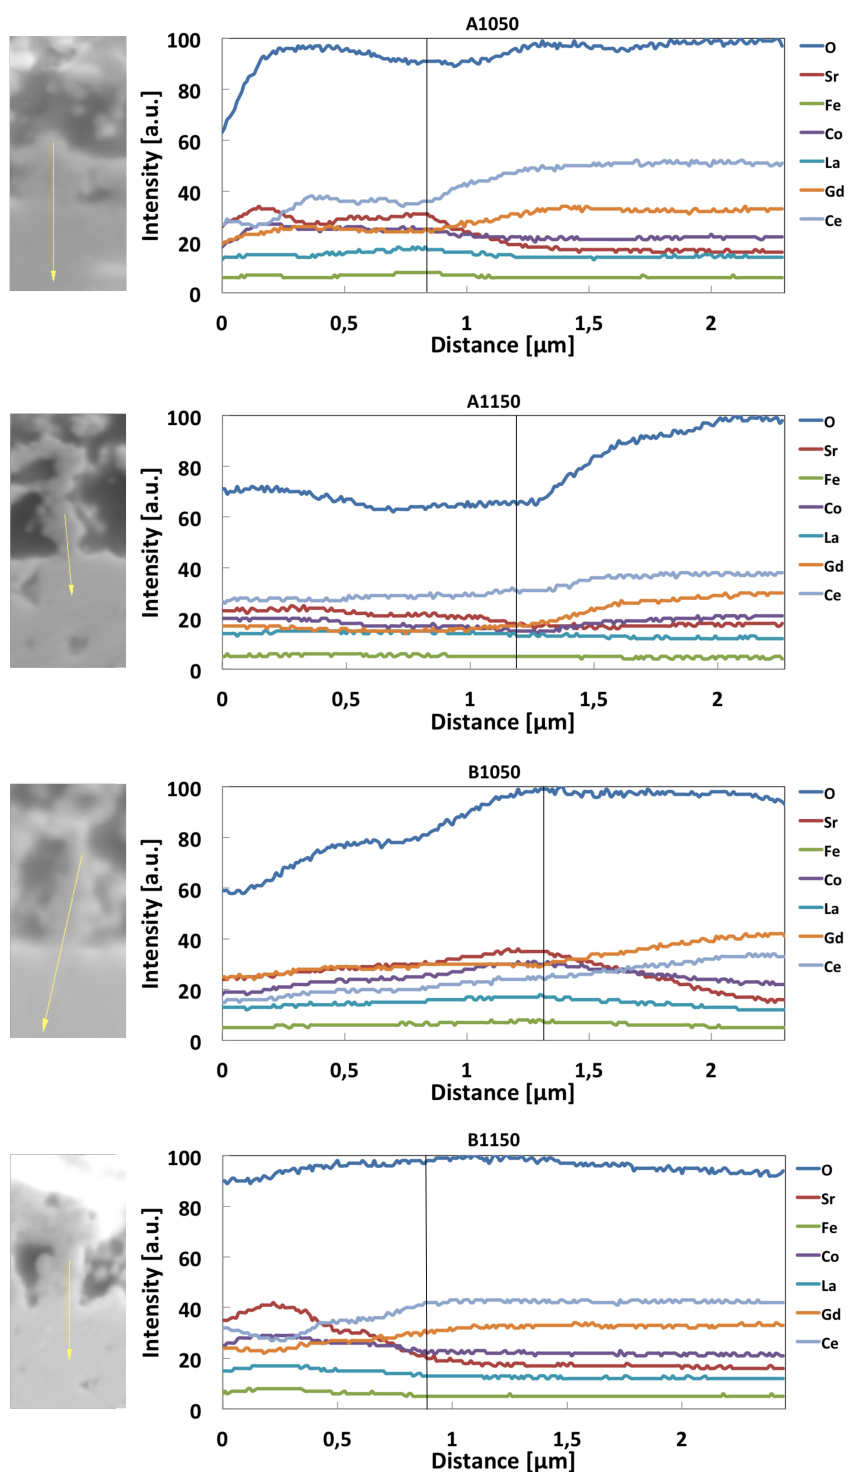 A1050
Intensity [a.u.]
100
80
60
40
20
0
0 0,5 1 1,5 2
Distance [µm]
O
Sr
Fe
Co
La
Gd
Ce
A1150
Intensity [a.u.]
100
80
60
40
20
0
0 0,5 1 1,5 2
Distance [µm]
O
Sr
Fe
Co
La
Gd
Ce
B1050
Intensity [a.u.]
100
80
60
40
20
0
0 0,5 1 1,5 2
Distance [µm]
O
Sr
Fe
Co
La
Gd
Ce
B1150
Intensity [a.u.]
100
80
60
40
20
0
0 0,5 1 1,5 2
Distance [µm]
O
Sr
Fe
Co
La
Gd
Ce